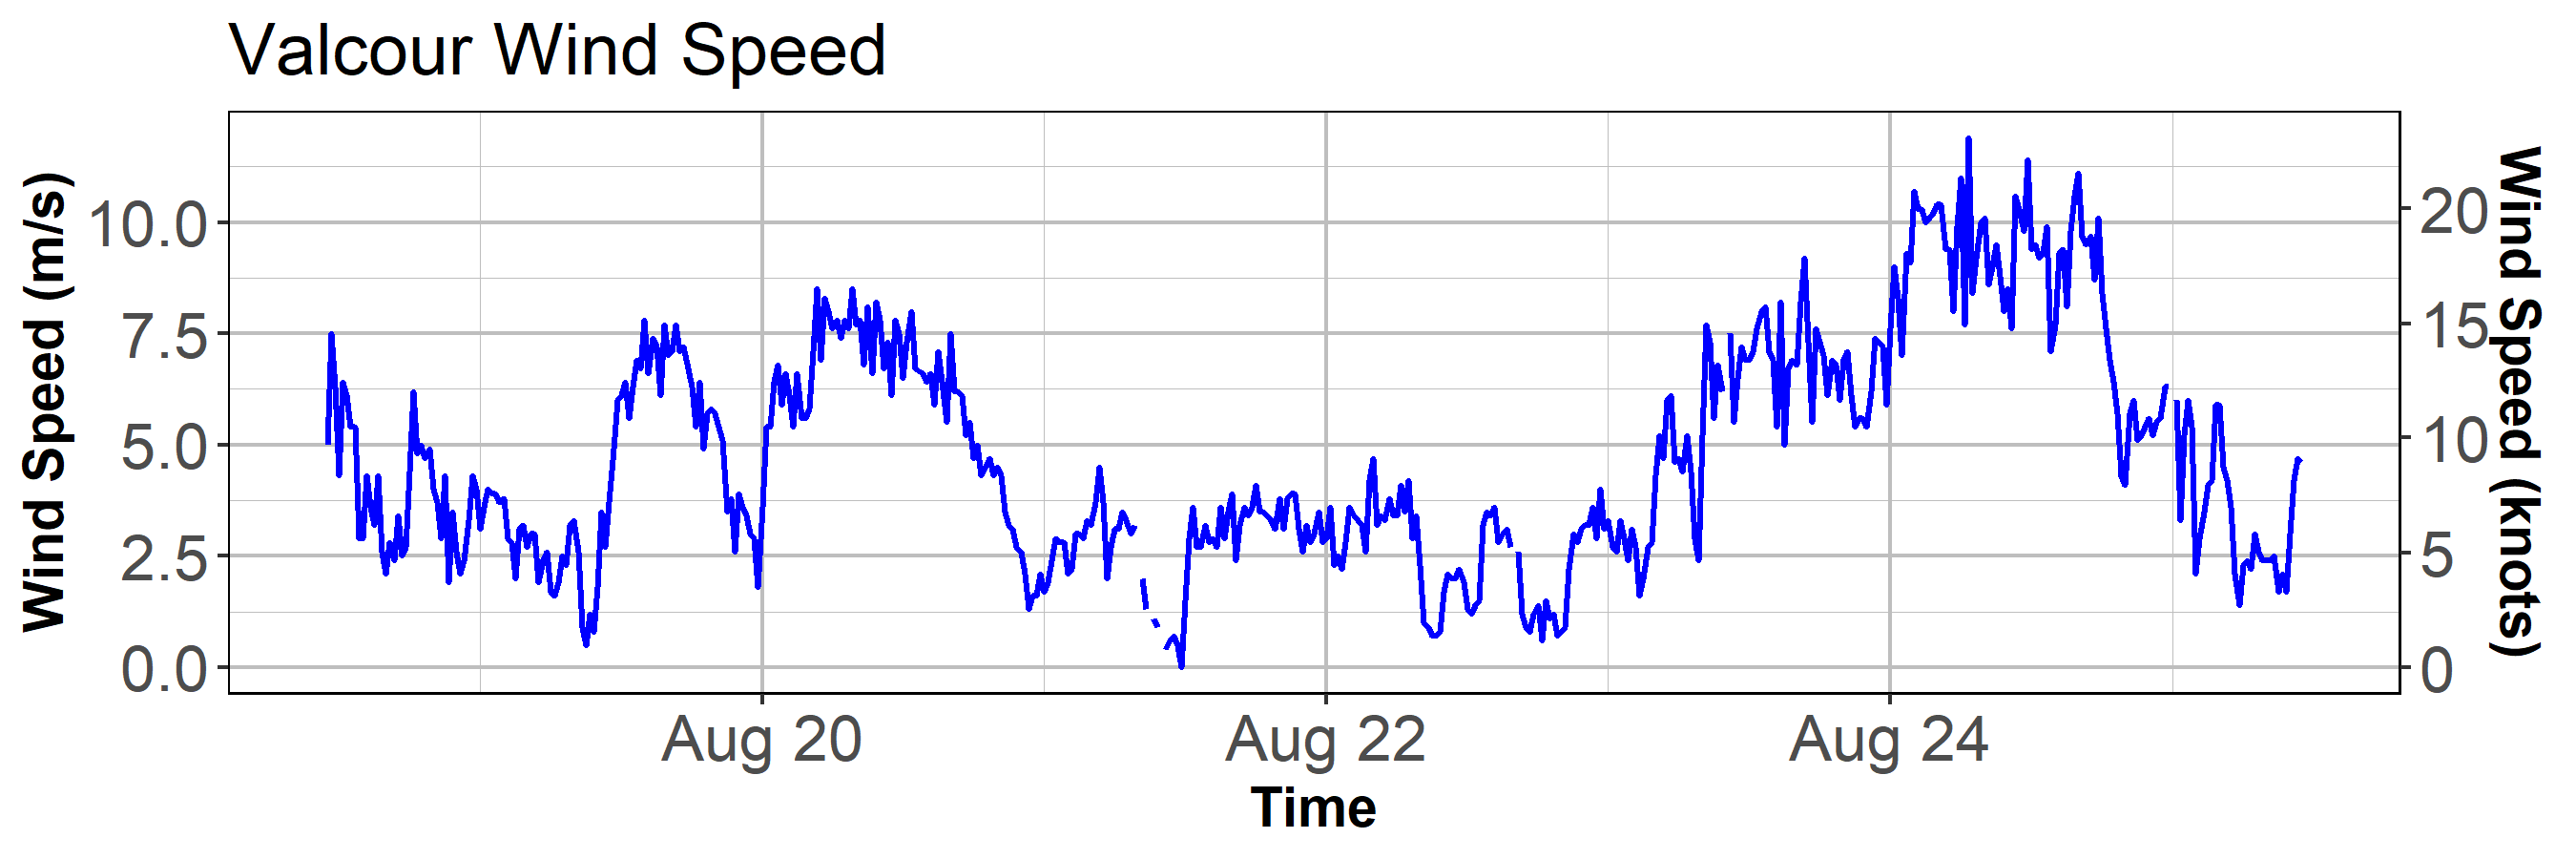 Valcour Wind Speed
Wind Speed (m/s)
10.0
7.5
5.0
2.5
0.0
20
15
10
5
0
Wind Speed (knots)
Aug 20
Aug 22
Aug 24
Time